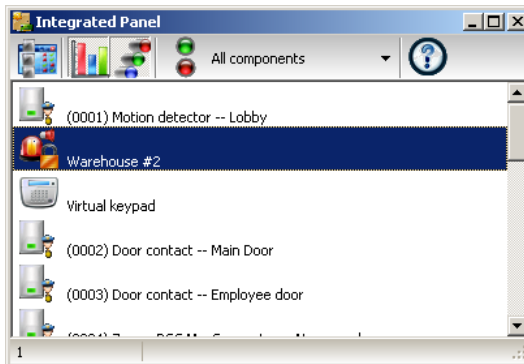 Integrated Panel
All components
(0001) Motion detector -- Lobby
Warehouse #2
Virtual keypad
(0002) Door contact -- Main Door
(0003) Door contact -- Employee door
1